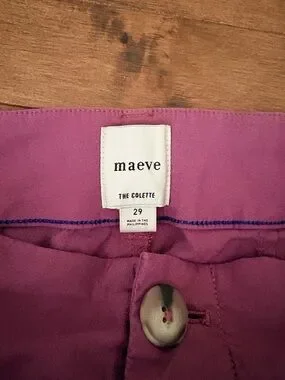 maeve
THE COLETTE
29
MADE IN THE
PHILIPPINES